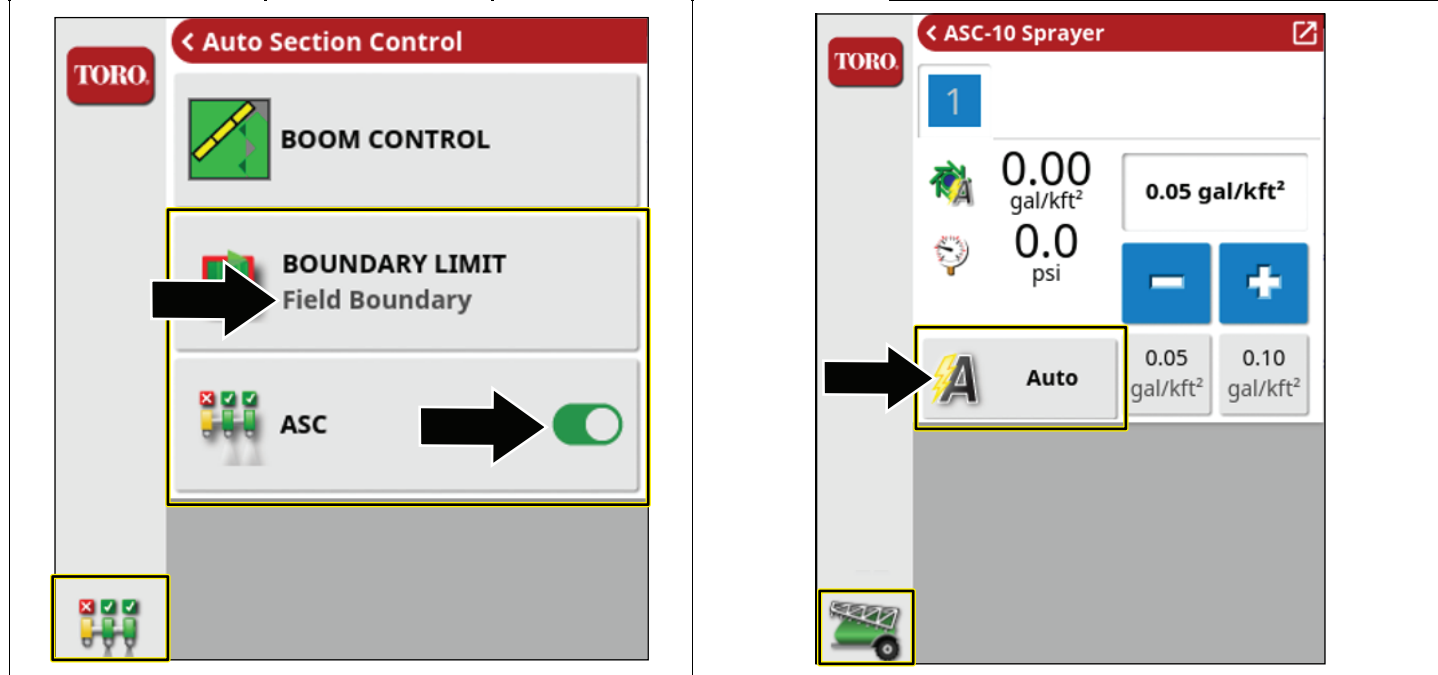 TORO.
< Auto Section Control
BOOM CONTROL
BOUNDARY LIMIT
Field Boundary
ASC
TORO.
< ASC-10 Sprayer
1
0.00
gal/kft²
0.05 gal/kft²
0.0
psi
A Auto
0.05
gal/kft²
0.10
gal/kft²